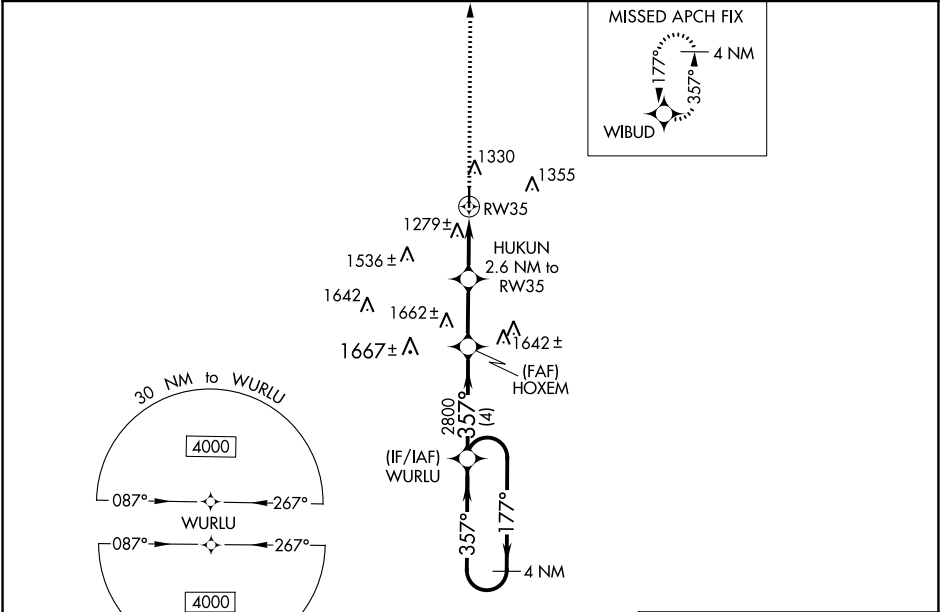 MISSED APCH FIX
4 NM
177°
357°
WIBUD
1330
1355
RW35
1279±
HUKUN
2.6 NM to
RW35
1536±
1642
1662±
1667±
1642±
(FAF)
HOXEM
30 NM to WURLU
4000
2800
357°
(4)
(IF/IAF)
WURLU
087°
267°
WURLU
087°
267°
357°
177°
4 NM
4000